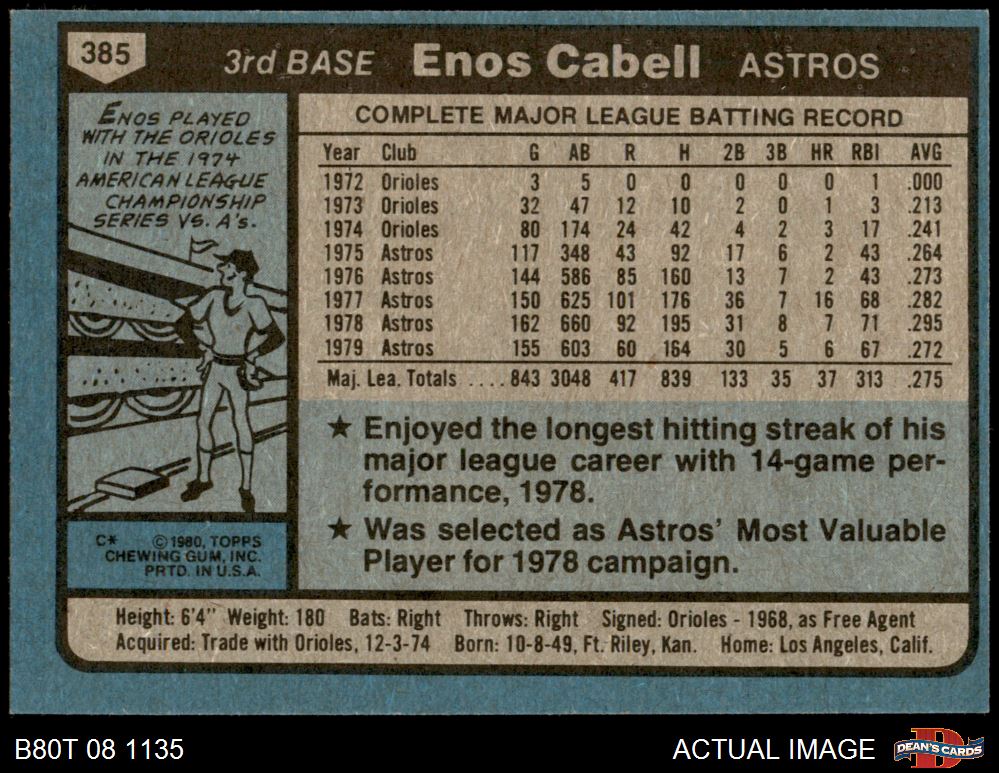 385
3rd BASE Enos Cabell ASTROS
ENOS PLAYED
WITH THE ORIOLES
IN THE 1974
AMERICAN LEAGUE
CHAMPIONSHIP
SERIES VS. A's.
C* ©1980, TOPPS
CHEWING GUM, INC.
PRTD. IN U.S.A.
COMPLETE MAJOR LEAGUE BATTING RECORD
Year Club G AB R H 2B 3B HR RBI AVG
1972 Orioles 3 5 0 0 0 0 0 1 .000
1973 Orioles 32 47 12 10 2 0 1 3 .213
1974 Orioles 80 174 24 42 4 2 3 17 .241
1975 Astros 117 348 43 92 17 6 2 43 .264
1976 Astros 144 586 85 160 13 7 2 43 .273
1977 Astros 150 625 101 176 36 7 16 68 .282
1978 Astros 162 660 92 195 31 8 7 71 .295
1979 Astros 155 603 60 164 30 5 6 67 .272
Maj. Lea. Totals .... 843 3048 417 839 133 35 37 313 .275
★ Enjoyed the longest hitting streak of his
major league career with 14-game per-
formance, 1978.
★ Was selected as Astros' Most Valuable
Player for 1978 campaign.
Height: 6'4" Weight: 180 Bats: Right Throws: Right Signed: Orioles - 1968, as Free Agent
Acquired: Trade with Orioles, 12-3-74 Born: 10-8-49, Ft. Riley, Kan. Home: Los Angeles, Calif.
B80T 08 1135
ACTUAL IMAGE
D
DEAN'S CARDS